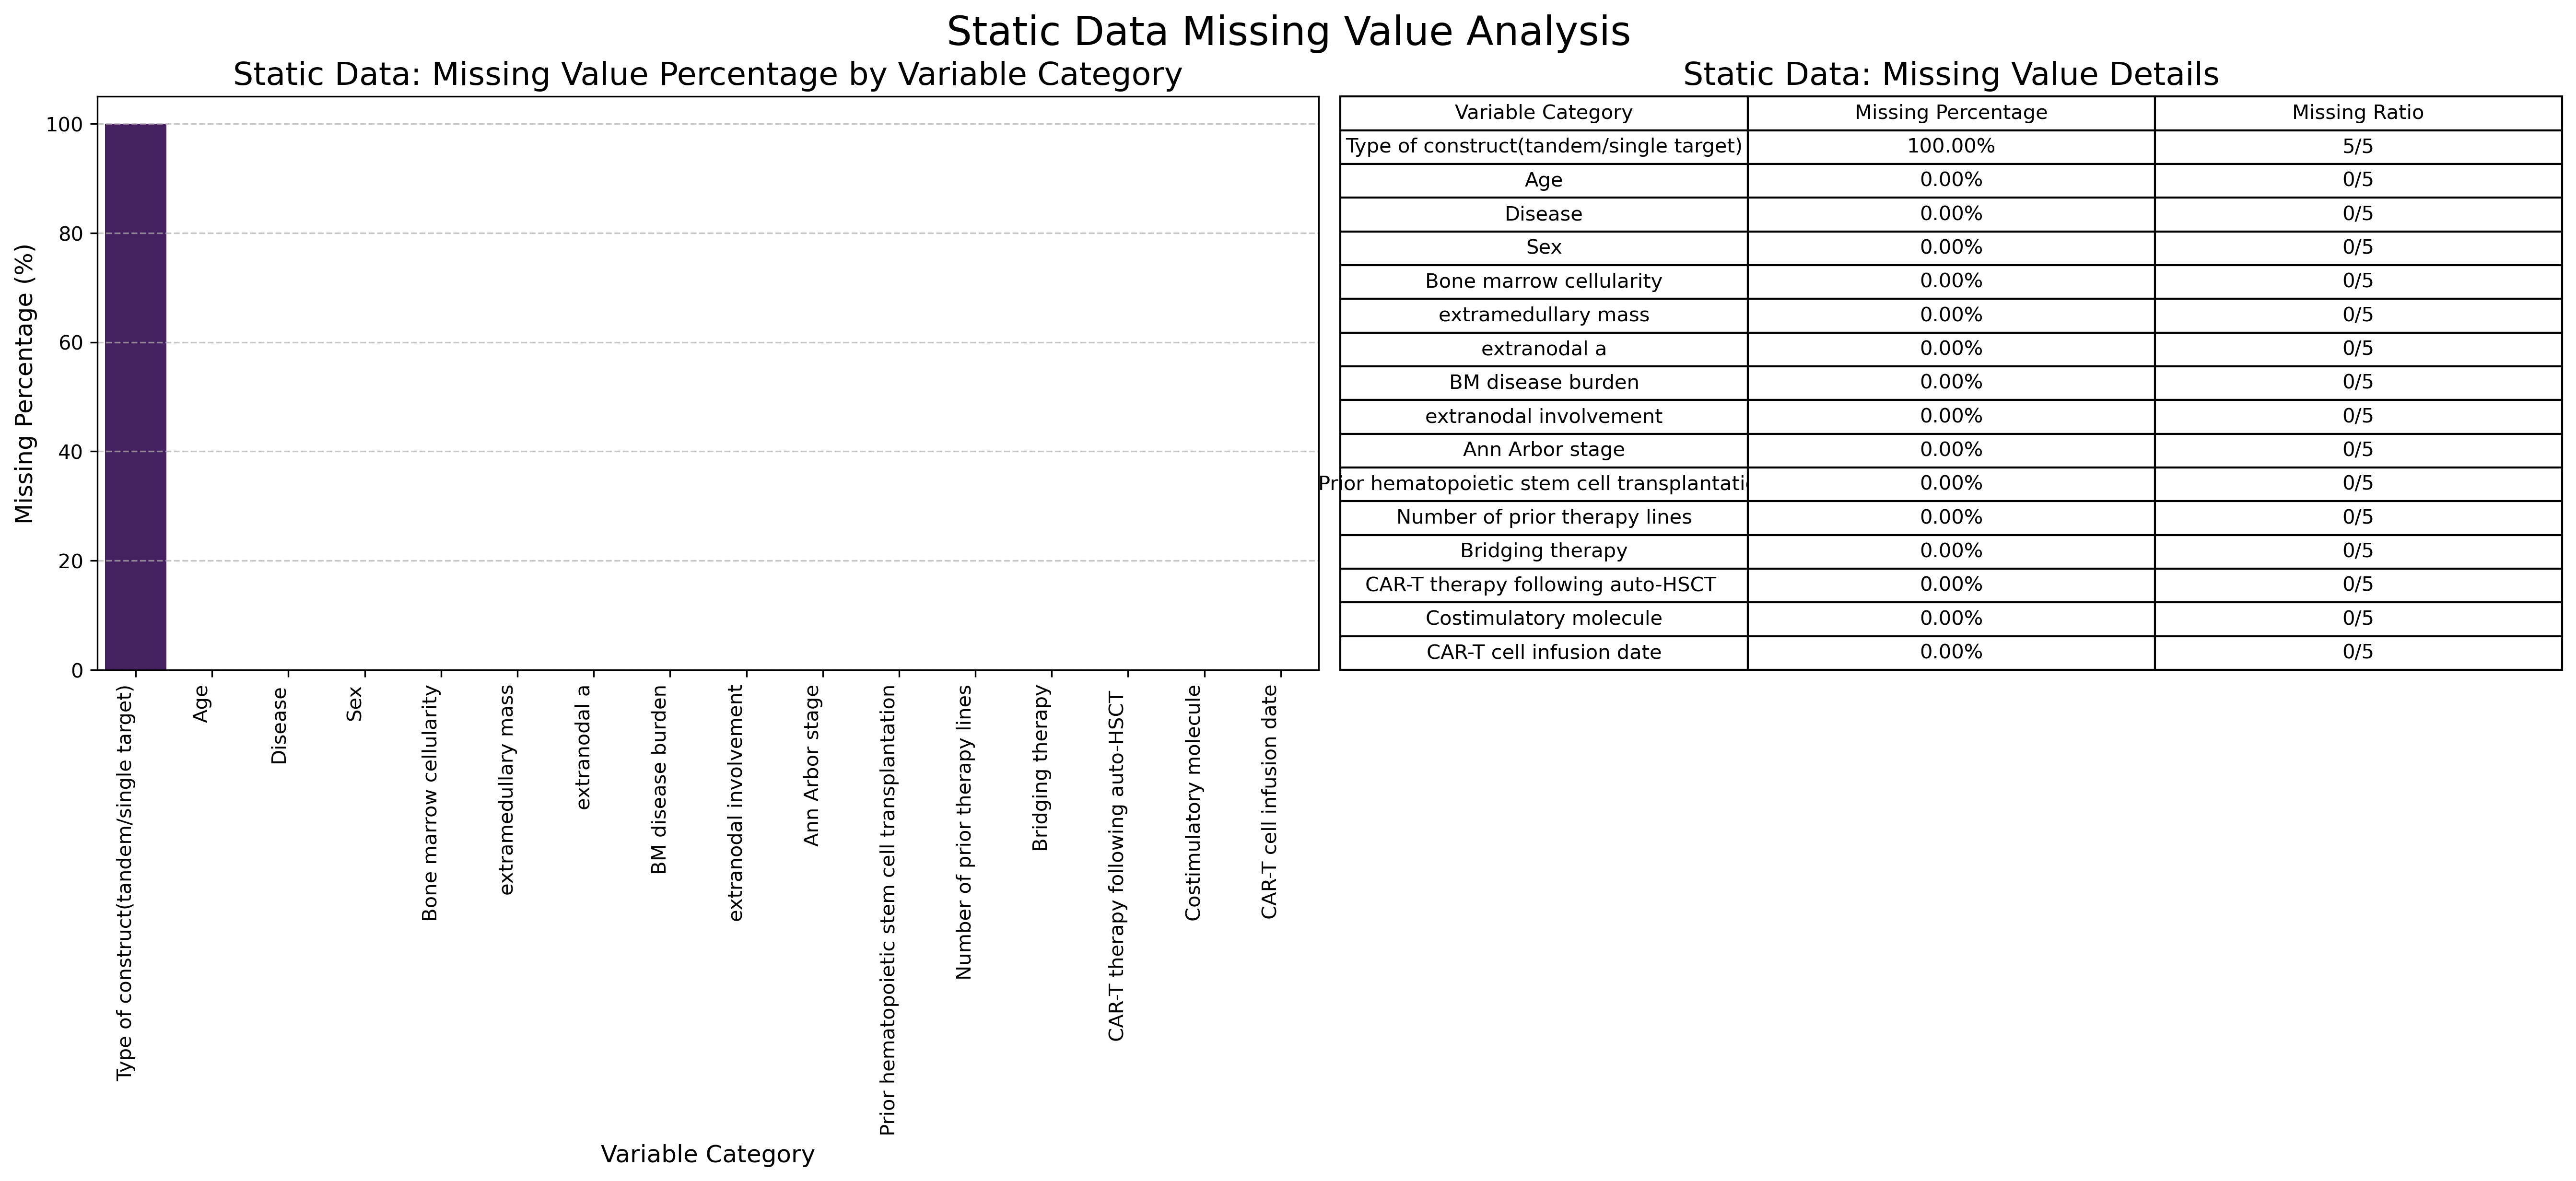 Static Data Missing Value Analysis
Static Data: Missing Value Percentage by Variable Category
Missing Percentage (%)
100
80
60
40
20
0
Type of construct(tandem/single target)
Age
Disease
Sex
Bone marrow cellularity
extramedullary mass
extranodal a
BM disease burden
extranodal involvement
Ann Arbor stage
Prior hematopoietic stem cell transplantation
Number of prior therapy lines
Bridging therapy
CAR-T therapy following auto-HSCT
Costimulatory molecule
CAR-T cell infusion date
Variable Category
Static Data: Missing Value Details
Variable Category Missing Percentage Missing Ratio
Type of construct(tandem/single target) 100.00% 5/5
Age 0.00% 0/5
Disease 0.00% 0/5
Sex 0.00% 0/5
Bone marrow cellularity 0.00% 0/5
extramedullary mass 0.00% 0/5
extranodal a 0.00% 0/5
BM disease burden 0.00% 0/5
extranodal involvement 0.00% 0/5
Ann Arbor stage 0.00% 0/5
Prior hematopoietic stem cell transplantati 0.00% 0/5
Number of prior therapy lines 0.00% 0/5
Bridging therapy 0.00% 0/5
CAR-T therapy following auto-HSCT 0.00% 0/5
Costimulatory molecule 0.00% 0/5
CAR-T cell infusion date 0.00% 0/5